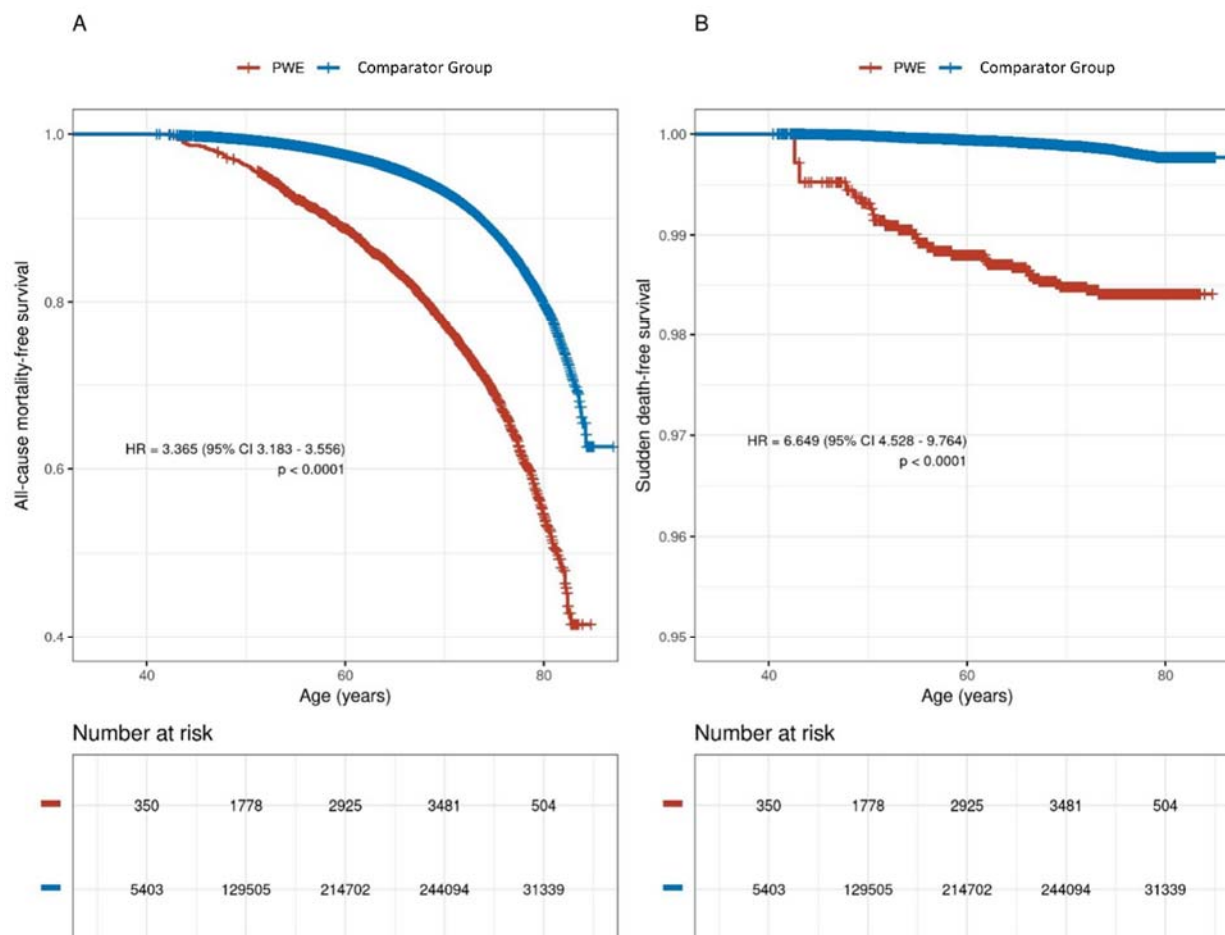 A
PWE Comparator Group
All-cause mortality-free survival
1.0
0.8
0.6
0.4
HR = 3.365 (95% CI 3.183 - 3.556)
p < 0.0001
40 60 80
Age (years)
Number at risk
350 1778 2925 3481 504
5403 129505 214702 244094 31339
B
PWE Comparator Group
Sudden death-free survival
1.00
0.99
0.98
0.97
0.96
0.95
HR = 6.649 (95% CI 4.528 - 9.764)
p < 0.0001
40 60 80
Age (years)
Number at risk
350 1778 2925 3481 504
5403 129505 214702 244094 31339